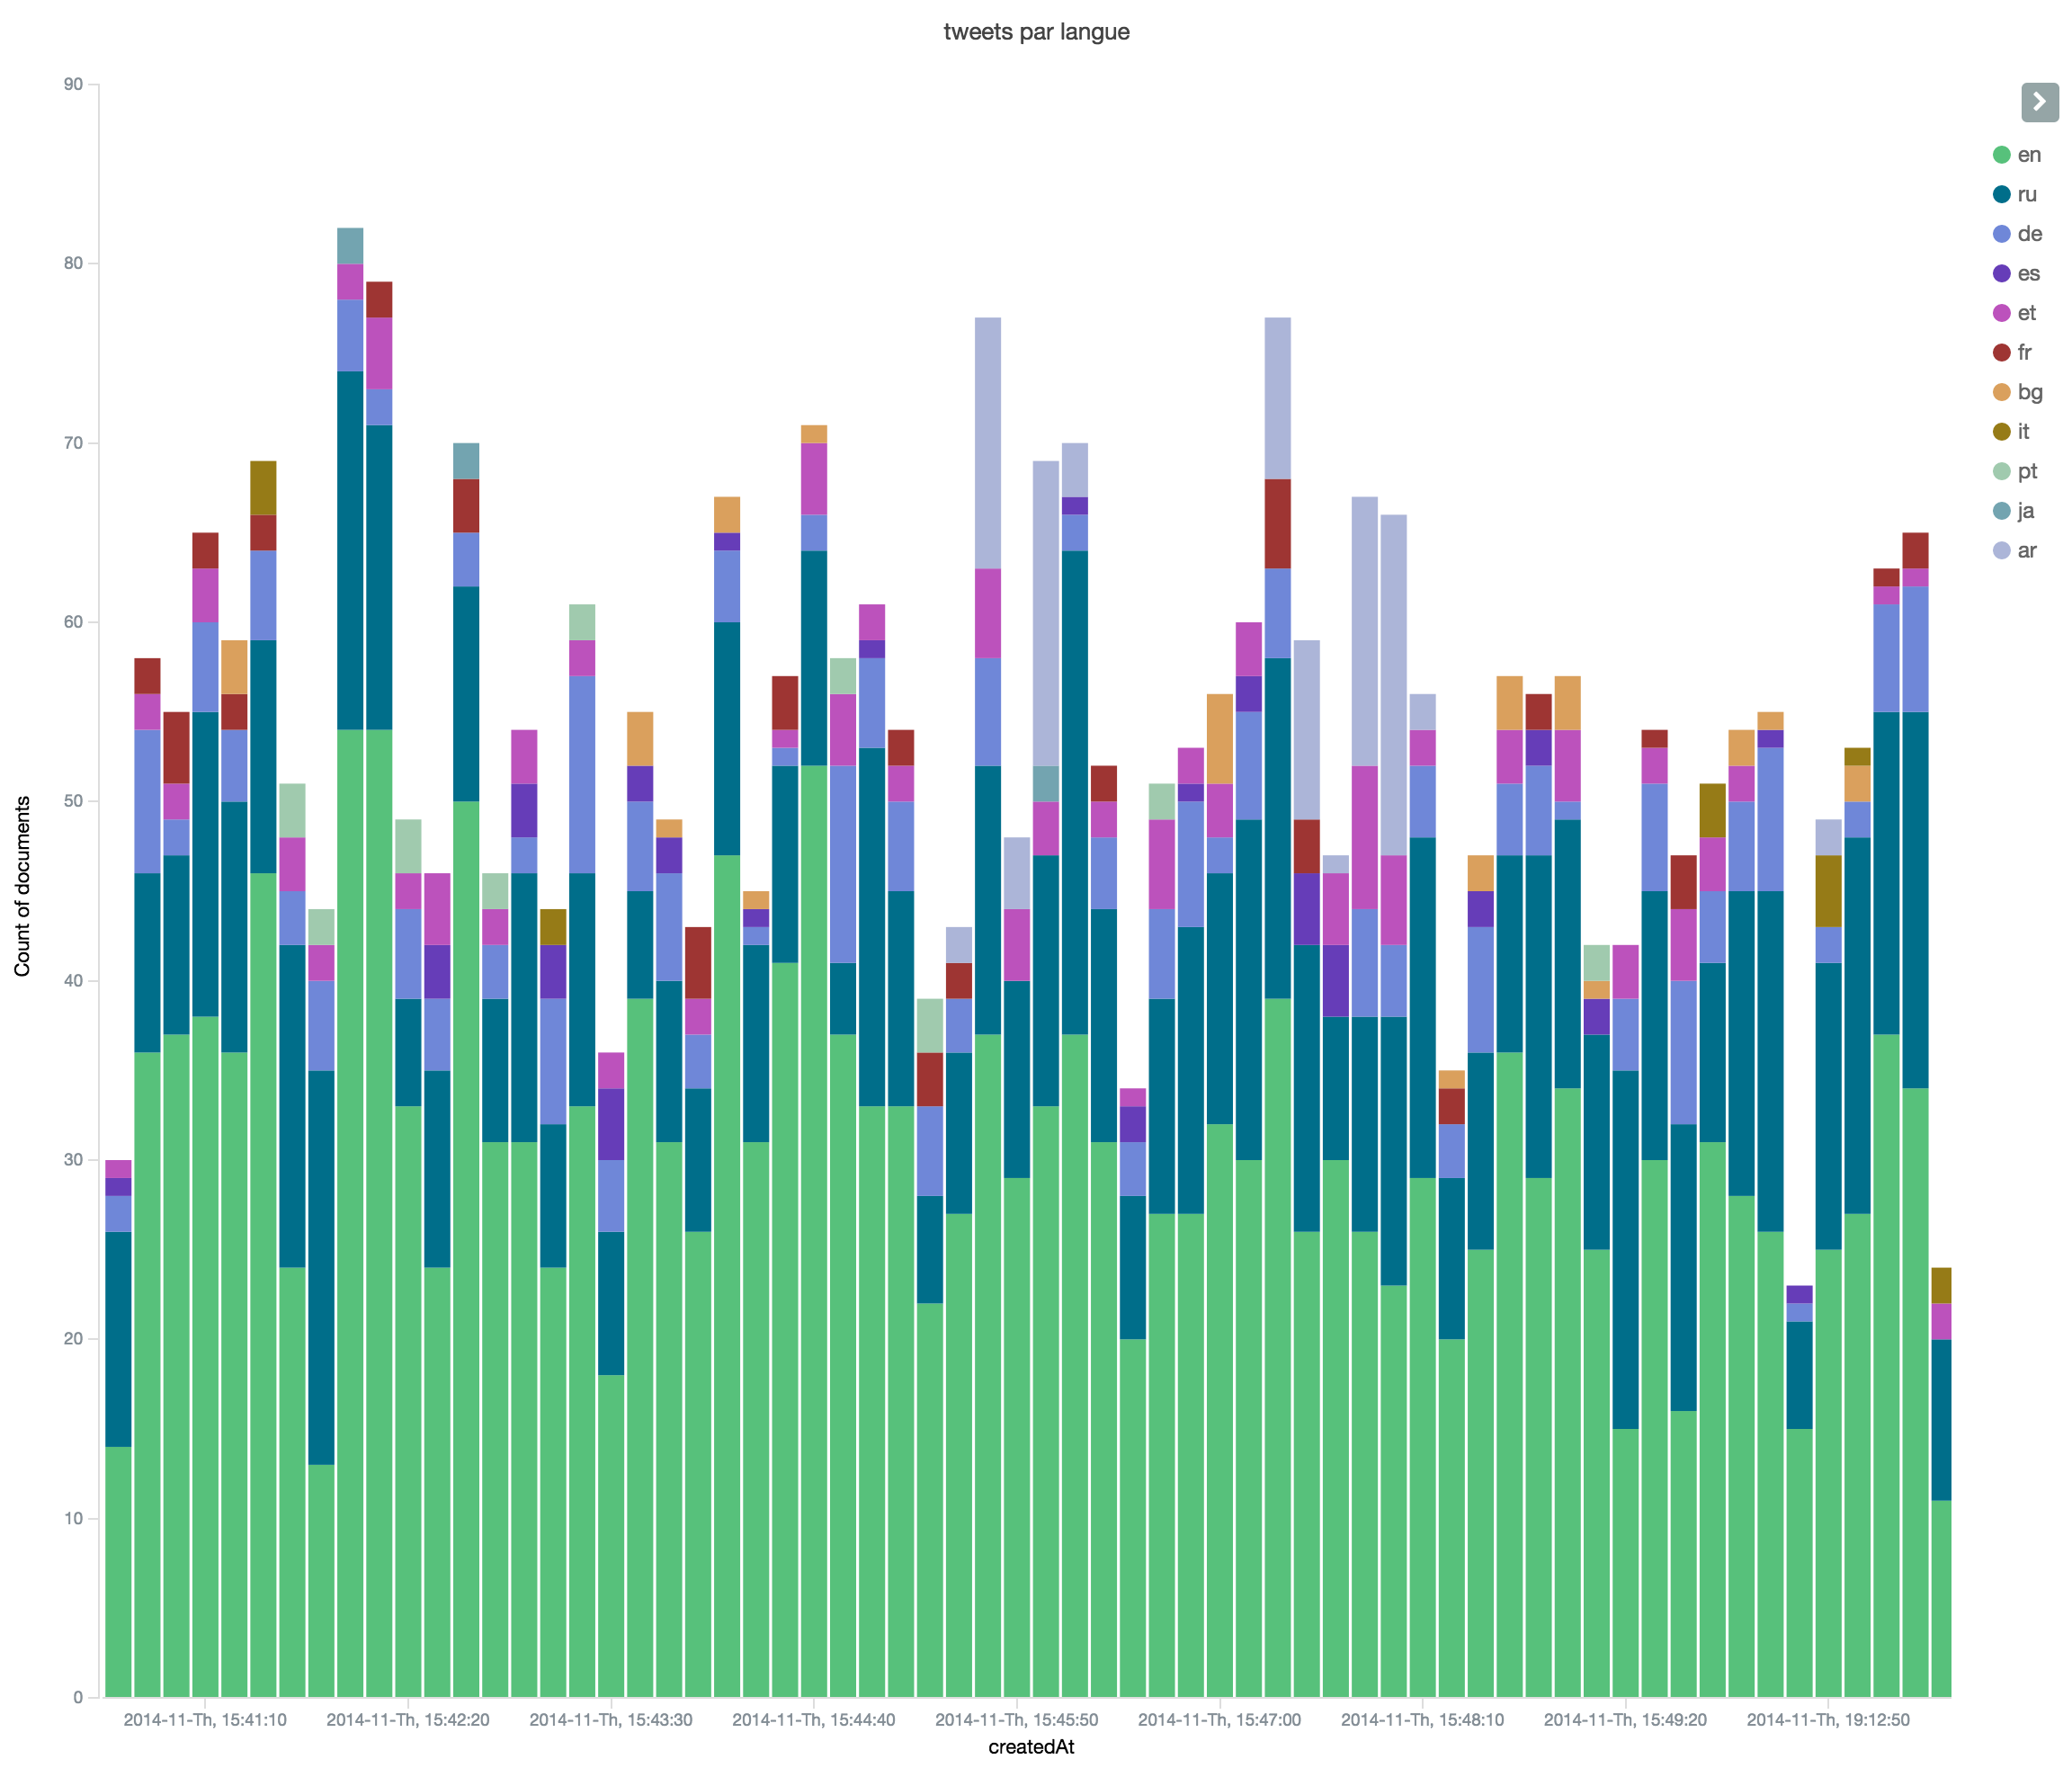 tweets par langue
90
80
70
60
50
40
30
20
10
0
Count of documents
2014-11-Th, 15:41:10
2014-11-Th, 15:42:20
2014-11-Th, 15:43:30
2014-11-Th, 15:44:40
2014-11-Th, 15:45:50
2014-11-Th, 15:47:00
2014-11-Th, 15:48:10
2014-11-Th, 15:49:20
2014-11-Th, 19:12:50
createdAt
en
ru
de
es
et
fr
bg
it
pt
ja
ar